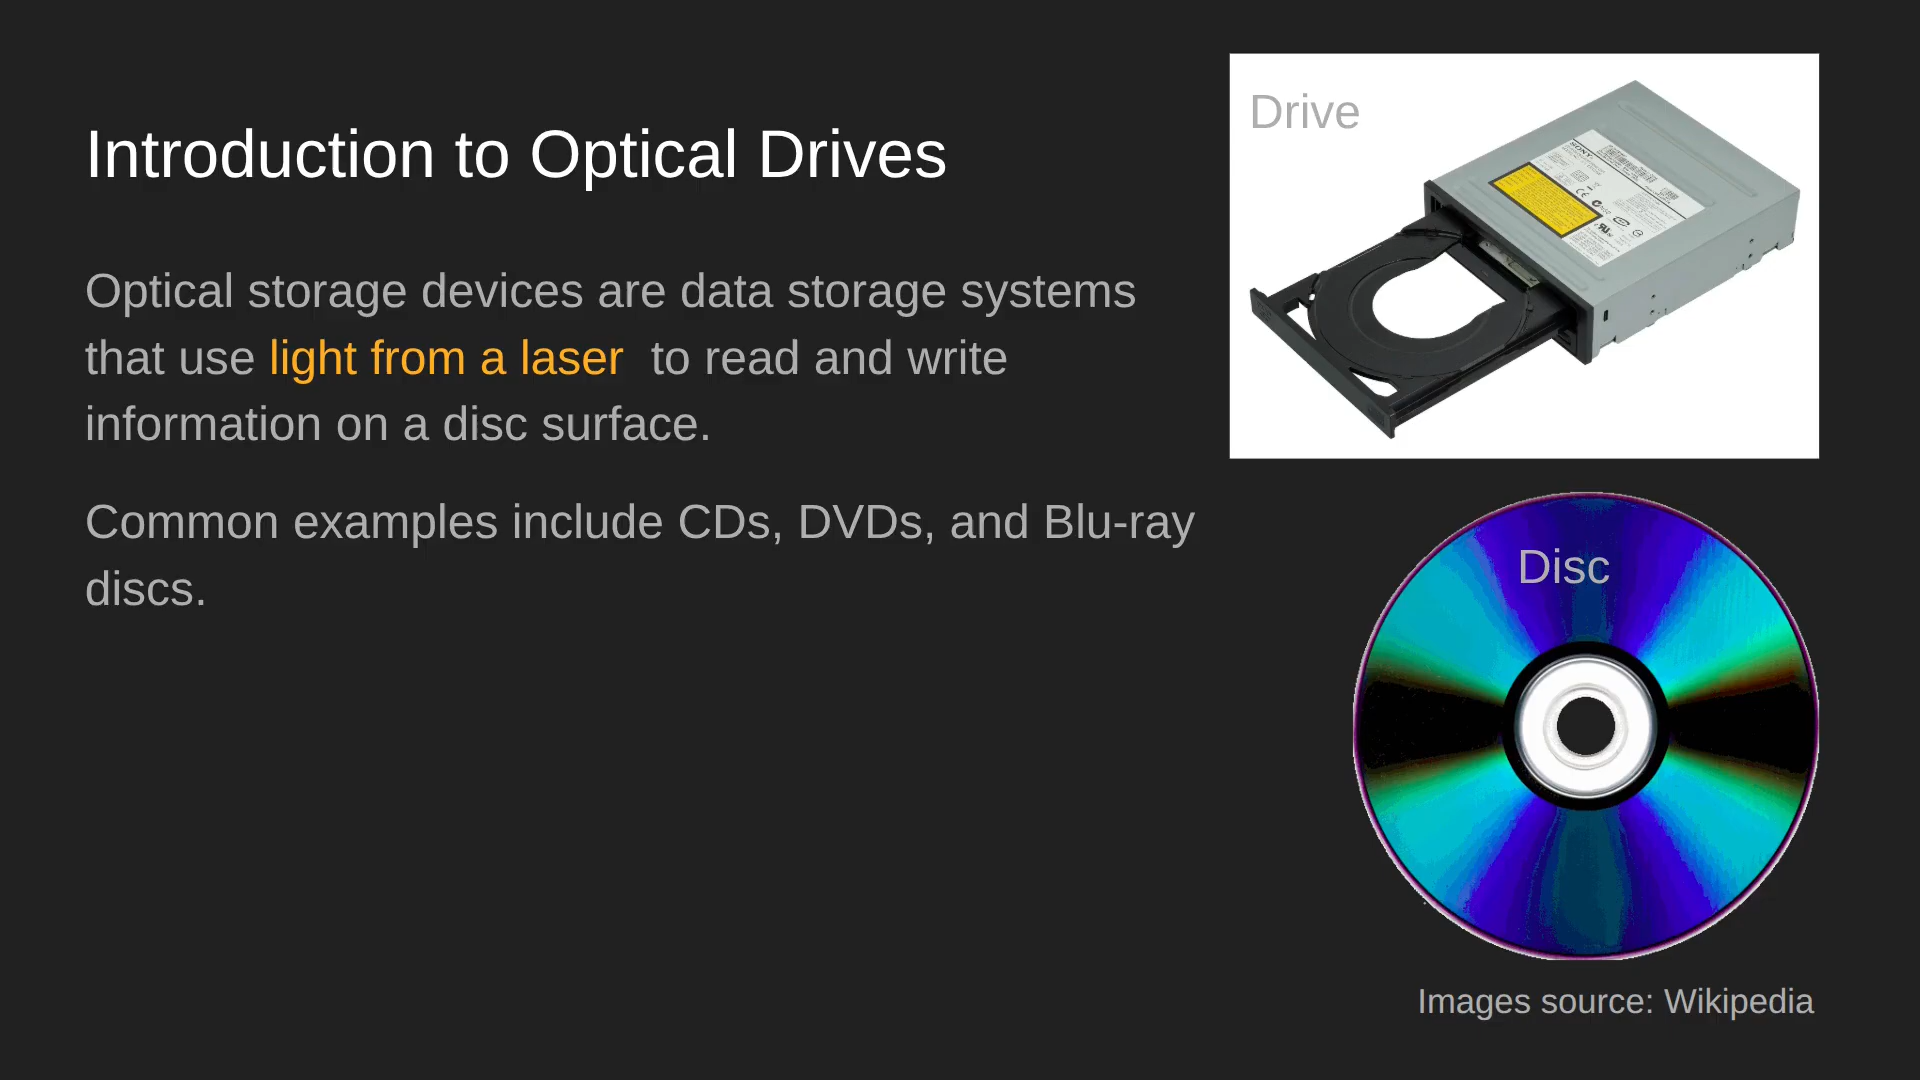 Introduction to Optical Drives
Optical storage devices are data storage systems
that use light from a laser  to read and write
information on a disc surface.
Common examples include CDs, DVDs, and Blu-ray
discs.
Drive
SONY
Disc
Images source: Wikipedia